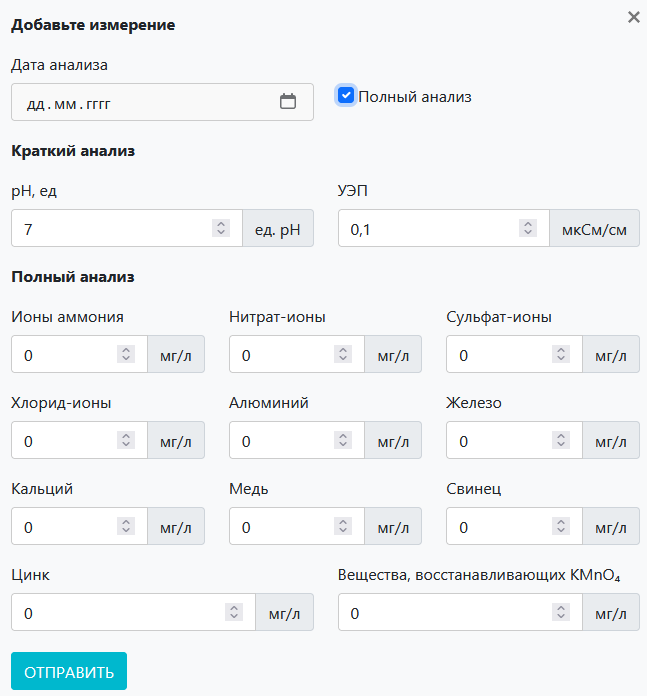 Добавьте измерение
Дата анализа
дд.мм.гггг
Полный анализ
Краткий анализ
pH, ед
УЭП
7 ед. pH
0,1 мкСм/см
Полный анализ
Ионы аммония
Нитрат-ионы
Сульфат-ионы
0 мг/л
0 мг/л
0 мг/л
Хлорид-ионы
Алюминий
Железо
0 мг/л
0 мг/л
0 мг/л
Кальций
Медь
Свинец
0 мг/л
0 мг/л
0 мг/л
Цинк
Вещества, восстанавливающих KMnO₄
0 мг/л
0 мг/л
ОТПРАВИТЬ